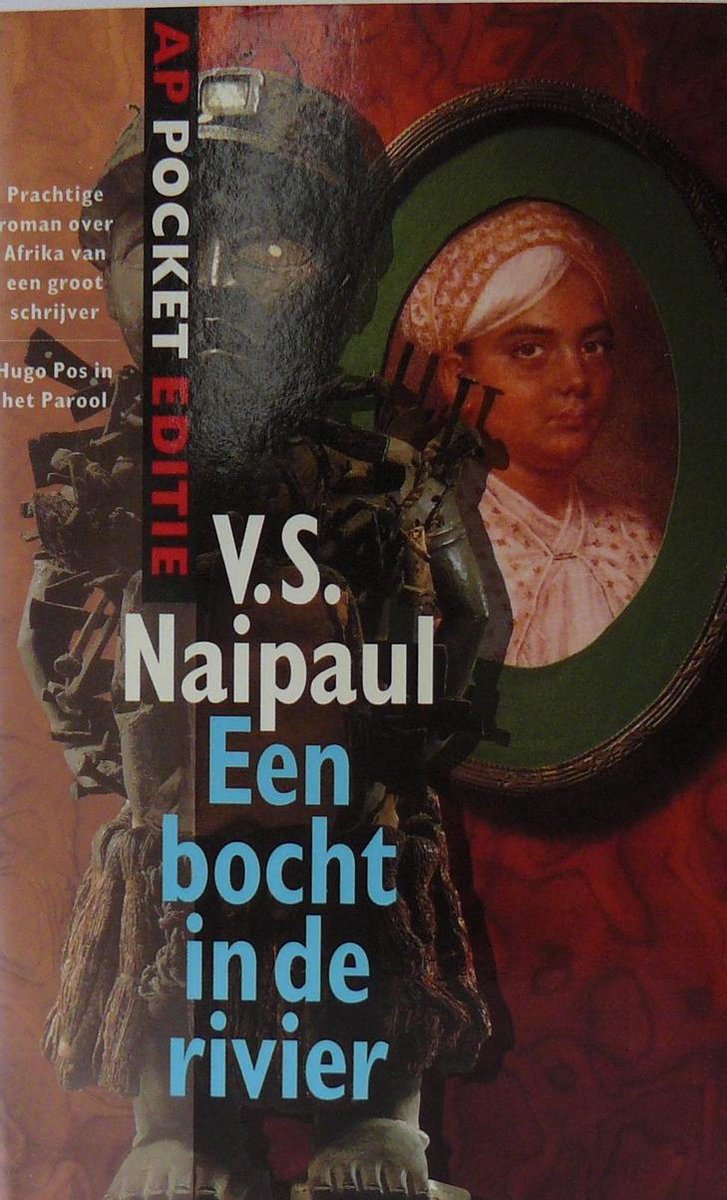 AP POCKET EDITIE
Prachtige
roman over
Afrika van
een groot
schrijver
Hugo Pos in
het Parool
V.S.
Naipaul
Een
bocht
in de
rivier